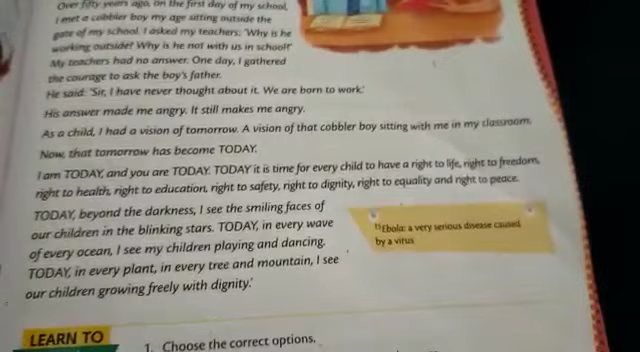 Over fifty years ago, on the first day of my school,
I met a cobbler boy my age sitting outside the
gate of my school. I asked my teachers: 'Why is he
working outside? Why is he not with us in school?'
My teachers had no answer. One day, I gathered
the courage to ask the boy's father.
He said: 'Sir, I have never thought about it. We are born to work.'
His answer made me angry. It still makes me angry.
As a child, I had a vision of tomorrow. A vision of that cobbler boy sitting with me in my classroom.
Now, that tomorrow has become TODAY.
I am TODAY, and you are TODAY. TODAY it is time for every child to have a right to life, right to freedom,
right to health, right to education, right to safety, right to dignity, right to equality and right to peace.
TODAY, beyond the darkness, I see the smiling faces of
our children in the blinking stars. TODAY, in every wave
of every ocean, I see my children playing and dancing.
TODAY, in every plant, in every tree and mountain, I see
our children growing freely with dignity.'
Ebola: a very serious disease caused
by a virus
LEARN TO
1. Choose the correct options.